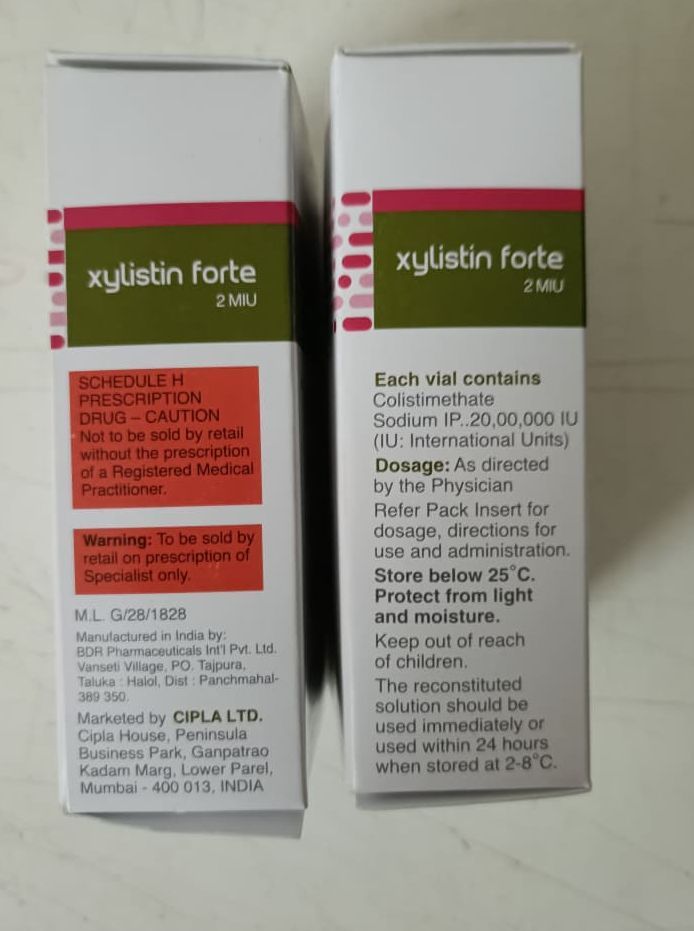 xylistin forte
2 MIU
SCHEDULE H
PRESCRIPTION
DRUG – CAUTION
Not to be sold by retail
without the prescription
of a Registered Medical
Practitioner.
Warning: To be sold by
retail on prescription of
Specialist only.
M.L. G/28/1828
Manufactured in India by:
BDR Pharmaceuticals Int'l Pvt. Ltd.
Vanseti Village, PO. Tajpura,
Taluka : Halol, Dist : Panchmahal-
389 350.
Marketed by CIPLA LTD.
Cipla House, Peninsula
Business Park, Ganpatrao
Kadam Marg, Lower Parel,
Mumbai - 400 013, INDIA
xylistin forte
2 MIU
Each vial contains
Colistimethate
Sodium IP..20,00,000 IU
(IU: International Units)
Dosage: As directed
by the Physician
Refer Pack Insert for
dosage, directions for
use and administration.
Store below 25°C.
Protect from light
and moisture.
Keep out of reach
of children.
The reconstituted
solution should be
used immediately or
used within 24 hours
when stored at 2-8°C.